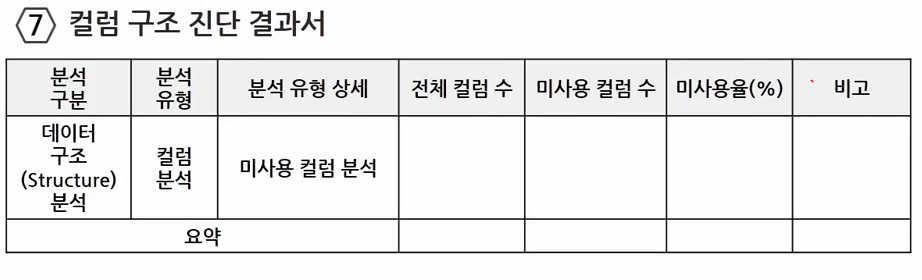 7 컬럼 구조 진단 결과서
분석
구분
분석
유형
분석 유형 상세
전체 컬럼 수
미사용 컬럼 수
미사용율(%)
비고
데이터
구조
(Structure)
분석
컬럼
분석
미사용 컬럼 분석
요약